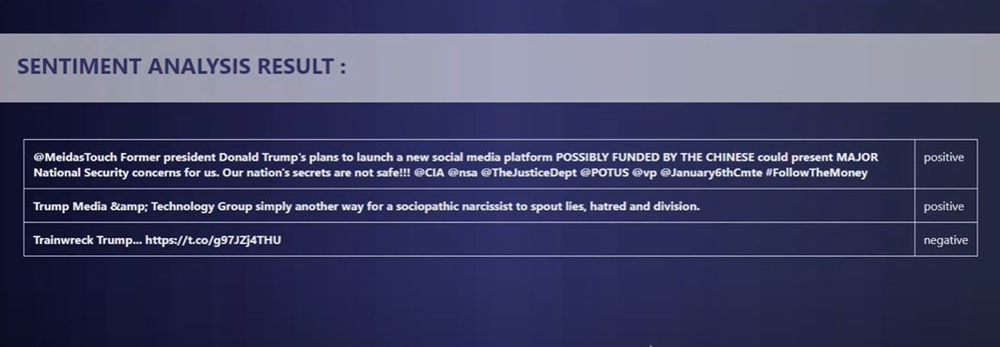 SENTIMENT ANALYSIS RESULT :
@MeidasTouch Former president Donald Trump's plans to launch a new social media platform POSSIBLY FUNDED BY THE CHINESE could present MAJOR
positive
National Security concerns for us. Our nation's secrets are not safe!!! @CIA @nsa @TheJusticeDept @POTUS @vp @January6thCmte #FollowTheMoney
Trump Media &amp; Technology Group simply another way for a sociopathic narcissist to spout lies, hatred and division.
positive
Trainwreck Trump... https://t.co/g97JZj4THU
negative